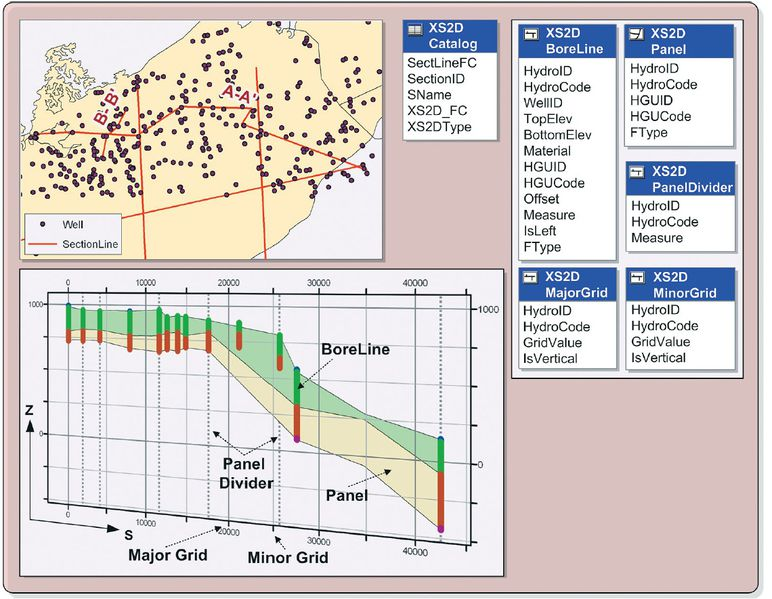 B-B'
A-A'
Well
SectionLine
XS2D
Catalog
SectLineFC
SectionID
SName
XS2D_FC
XS2DType
XS2D
BoreLine
HydroID
HydroCode
WellID
TopElev
BottomElev
Material
HGUID
HGUCode
Offset
Measure
IsLeft
FType
XS2D
Panel
HydroID
HydroCode
HGUID
HGUCode
FType
XS2D
PanelDivider
HydroID
HydroCode
Measure
XS2D
MajorGrid
HydroID
HydroCode
GridValue
IsVertical
XS2D
MinorGrid
HydroID
HydroCode
GridValue
IsVertical
0 10000 20000 30000 40000
1000 1000
BoreLine
Z
0 0
Panel
Divider
Panel
0 10000 20000 30000 40000
S
Major Grid
Minor Grid